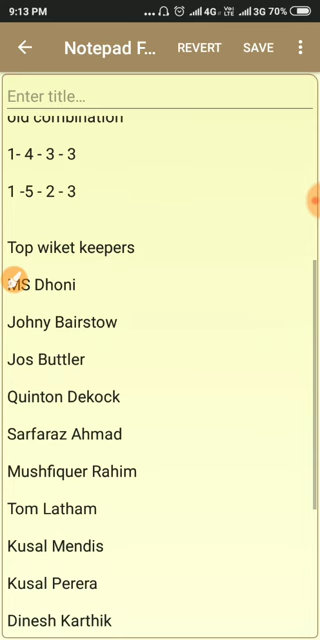 9:13 PM ... 4G Vo) LTE 3G 70%
Notepad F... REVERT SAVE
Enter title...
old combination
1- 4 - 3 - 3
1 -5 - 2 - 3
Top wiket keepers
MS Dhoni
Johny Bairstow
Jos Buttler
Quinton Dekock
Sarfaraz Ahmad
Mushfiquer Rahim
Tom Latham
Kusal Mendis
Kusal Perera
Dinesh Karthik